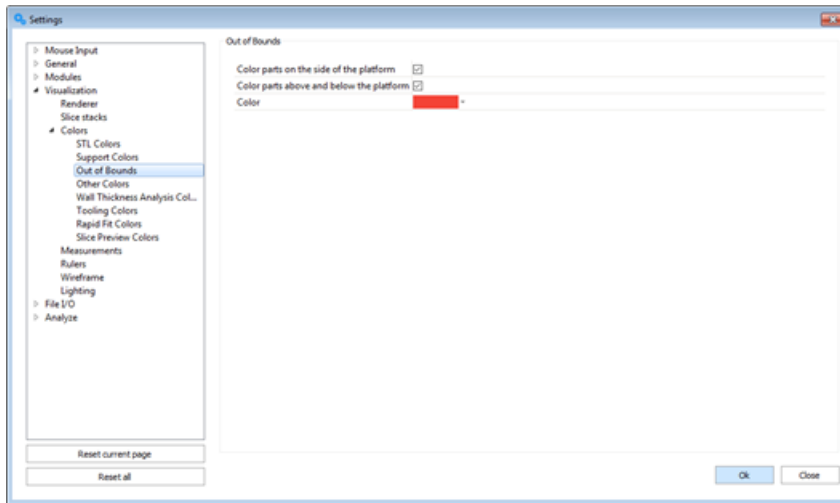 Settings
Mouse Input
General
Modules
Visualization
Renderer
Slice stacks
Colors
STL Colors
Support Colors
Out of Bounds
Other Colors
Wall Thickness Analysis Col...
Tooling Colors
Rapid Fit Colors
Slice Preview Colors
Measurements
Rulers
Wireframe
Lighting
File I/O
Analyze
Reset current page
Reset all
Out of Bounds
Color parts on the side of the platform
Color parts above and below the platform
Color
Ok Close